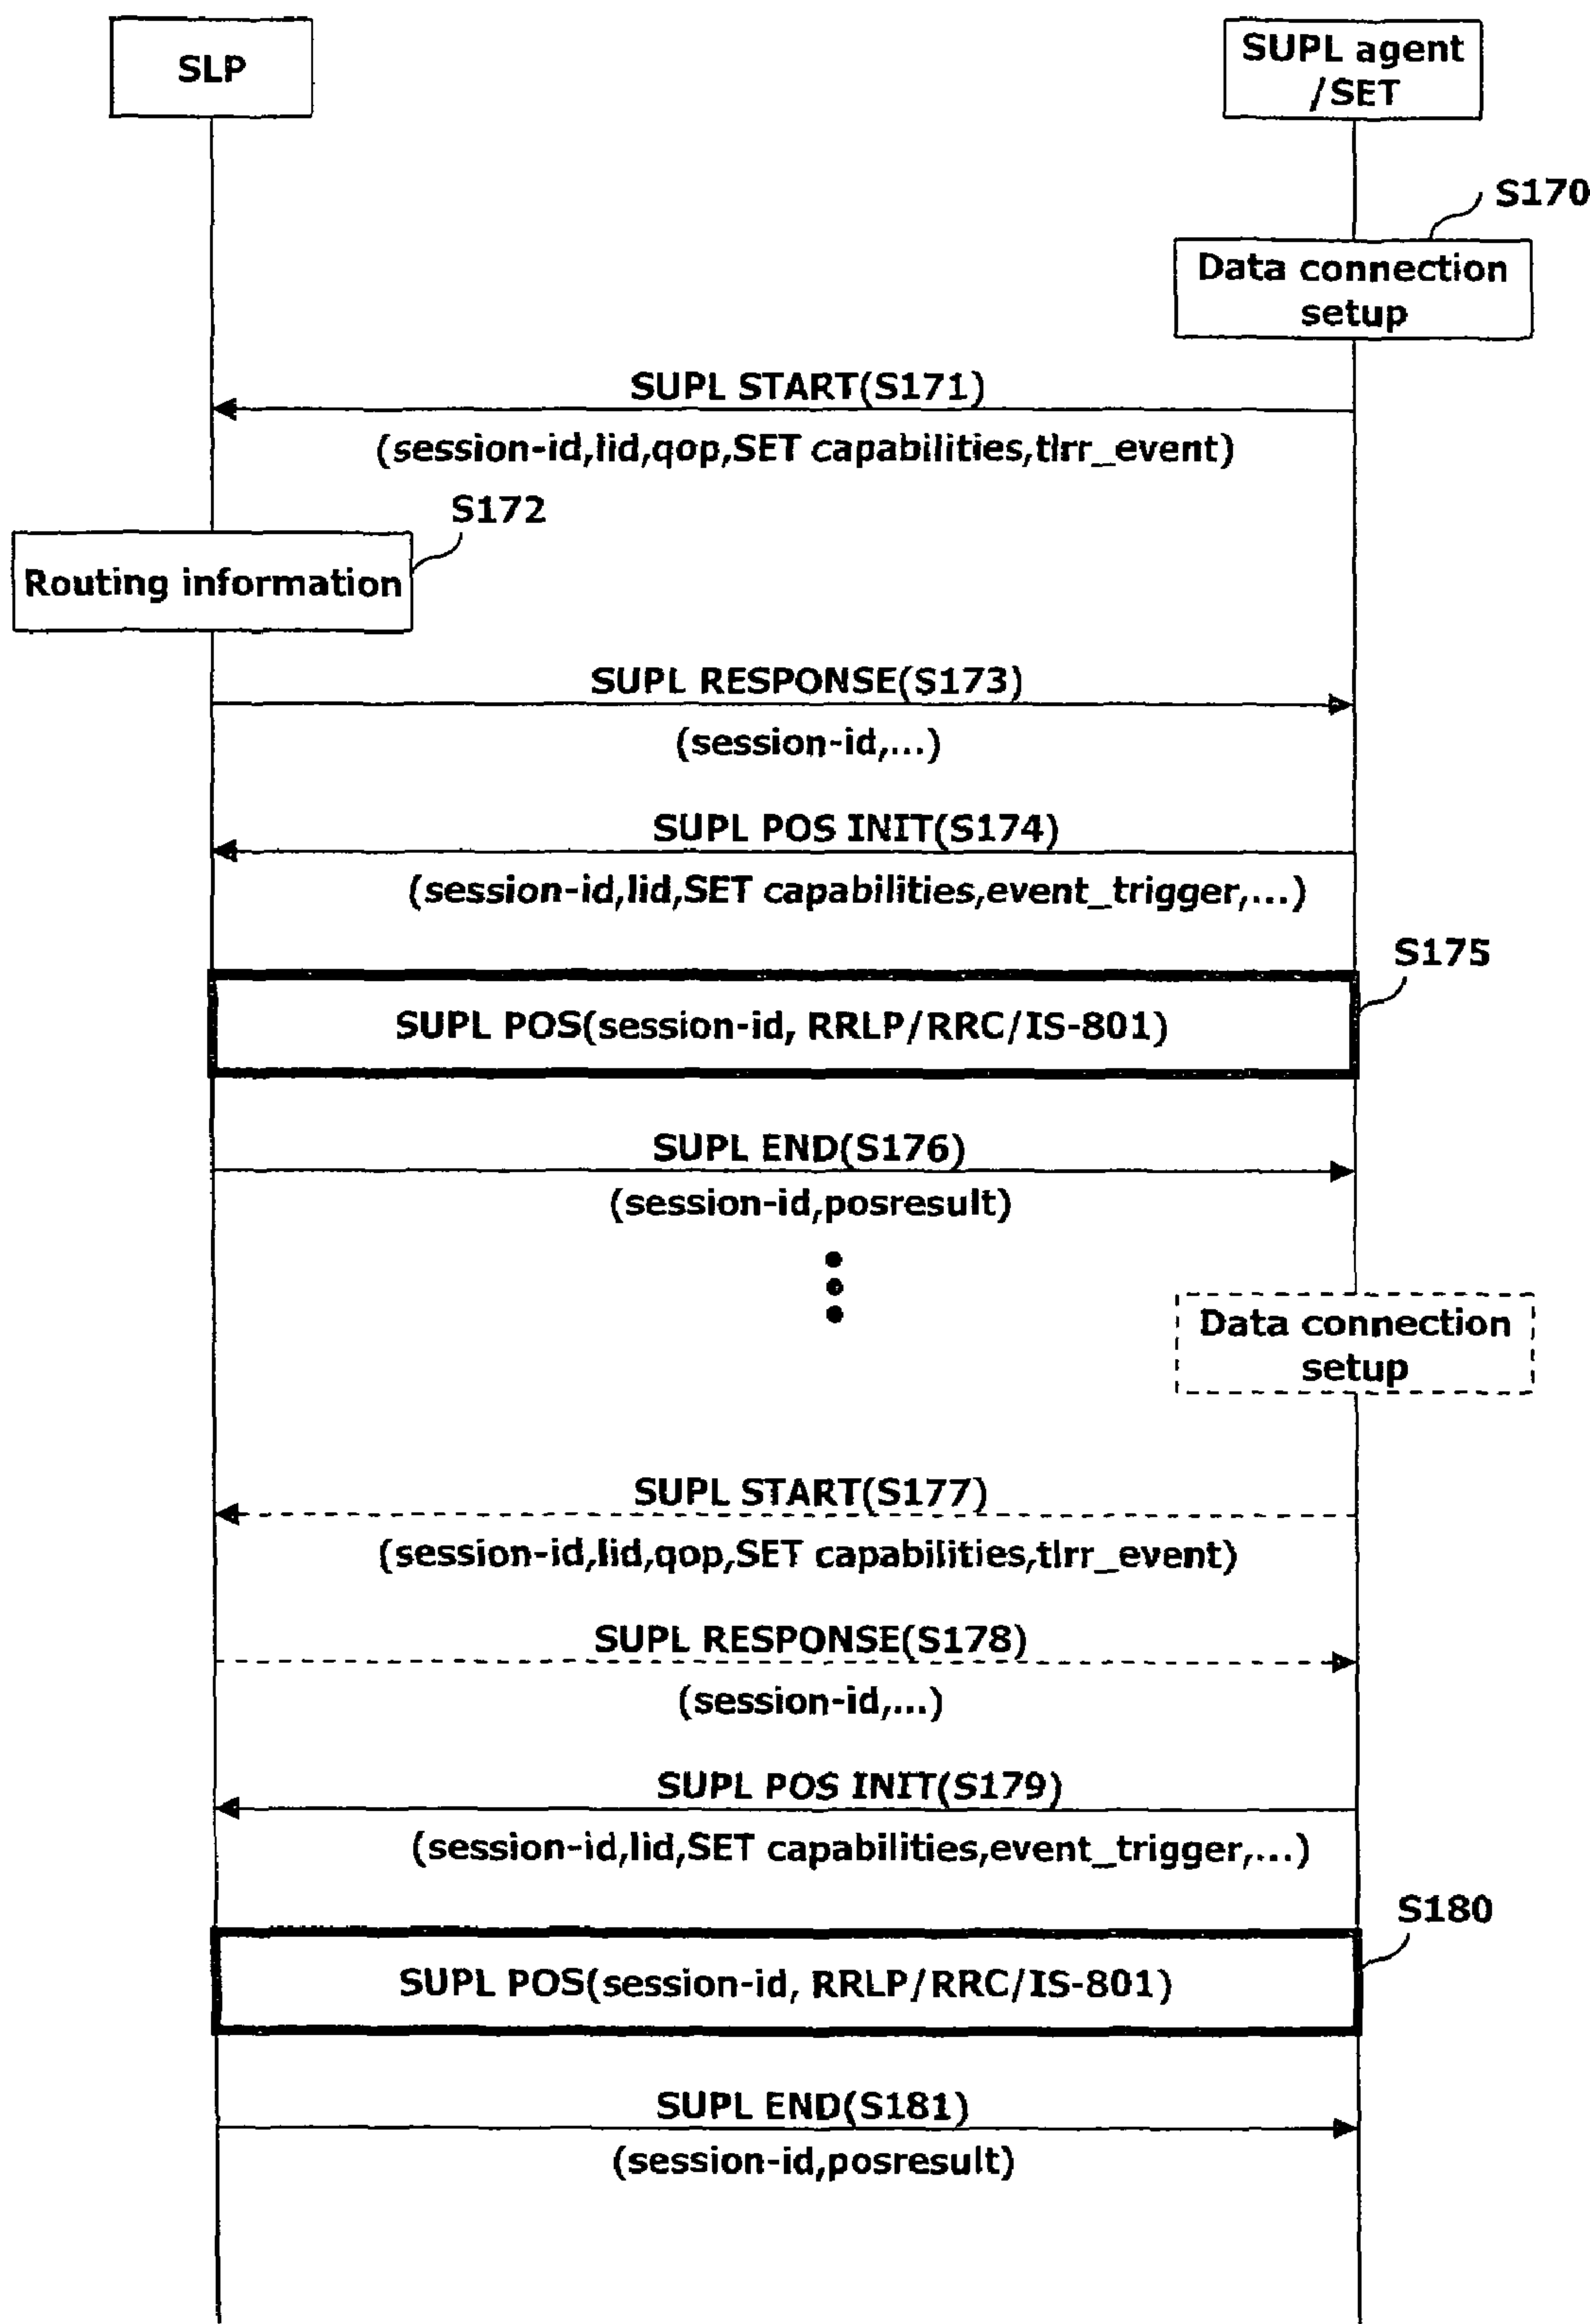 SLP
SUPL agent
/SET
S170
Data connection
setup
SUPL START(S171)
(session-id,lid,qop,SET capabilities,tlrr_event)
S172
Routing information
SUPL RESPONSE(S173)
(session-id,...)
SUPL POS INIT(S174)
(session-id,lid,SET capabilities,event_trigger,...)
S175
SUPL POS(session-id, RRLP/RRC/IS-801)
SUPL END(S176)
(session-id,posresult)
Data connection
setup
SUPL START(S177)
(session-id,lid,qop,SET capabilities,tlrr_event)
SUPL RESPONSE(S178)
(session-id,...)
SUPL POS INIT(S179)
(session-id,lid,SET capabilities,event_trigger,...)
S180
SUPL POS(session-id, RRLP/RRC/IS-801)
SUPL END(S181)
(session-id,posresult)